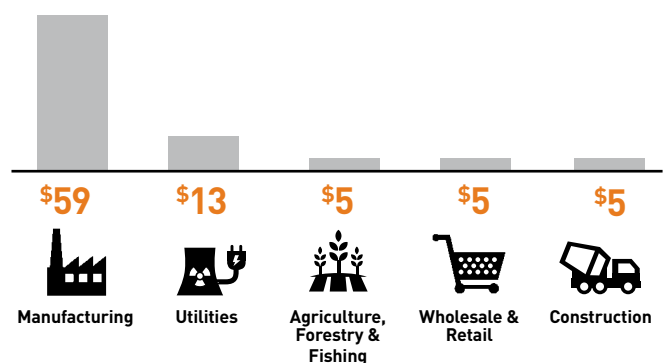 $59
$13
$5
$5
$5
Manufacturing
Utilities
Agriculture,
Forestry &
Fishing
Wholesale &
Retail
Construction